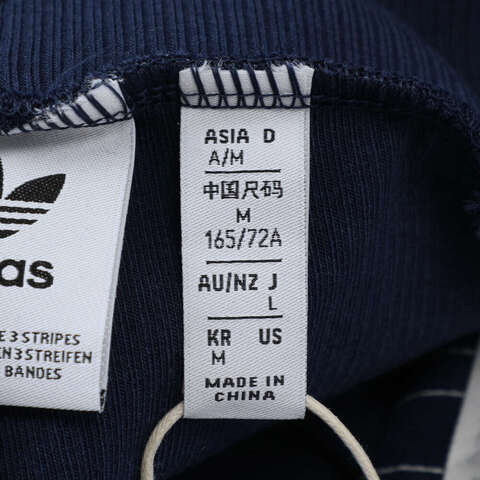 as
E 3 STRIPES
EN 3 STREIFEN
BANDES
ASIA D
A/M
中国尺码
M
165/72A
AU/NZ J
L
KR US
M
MADE IN
CHINA